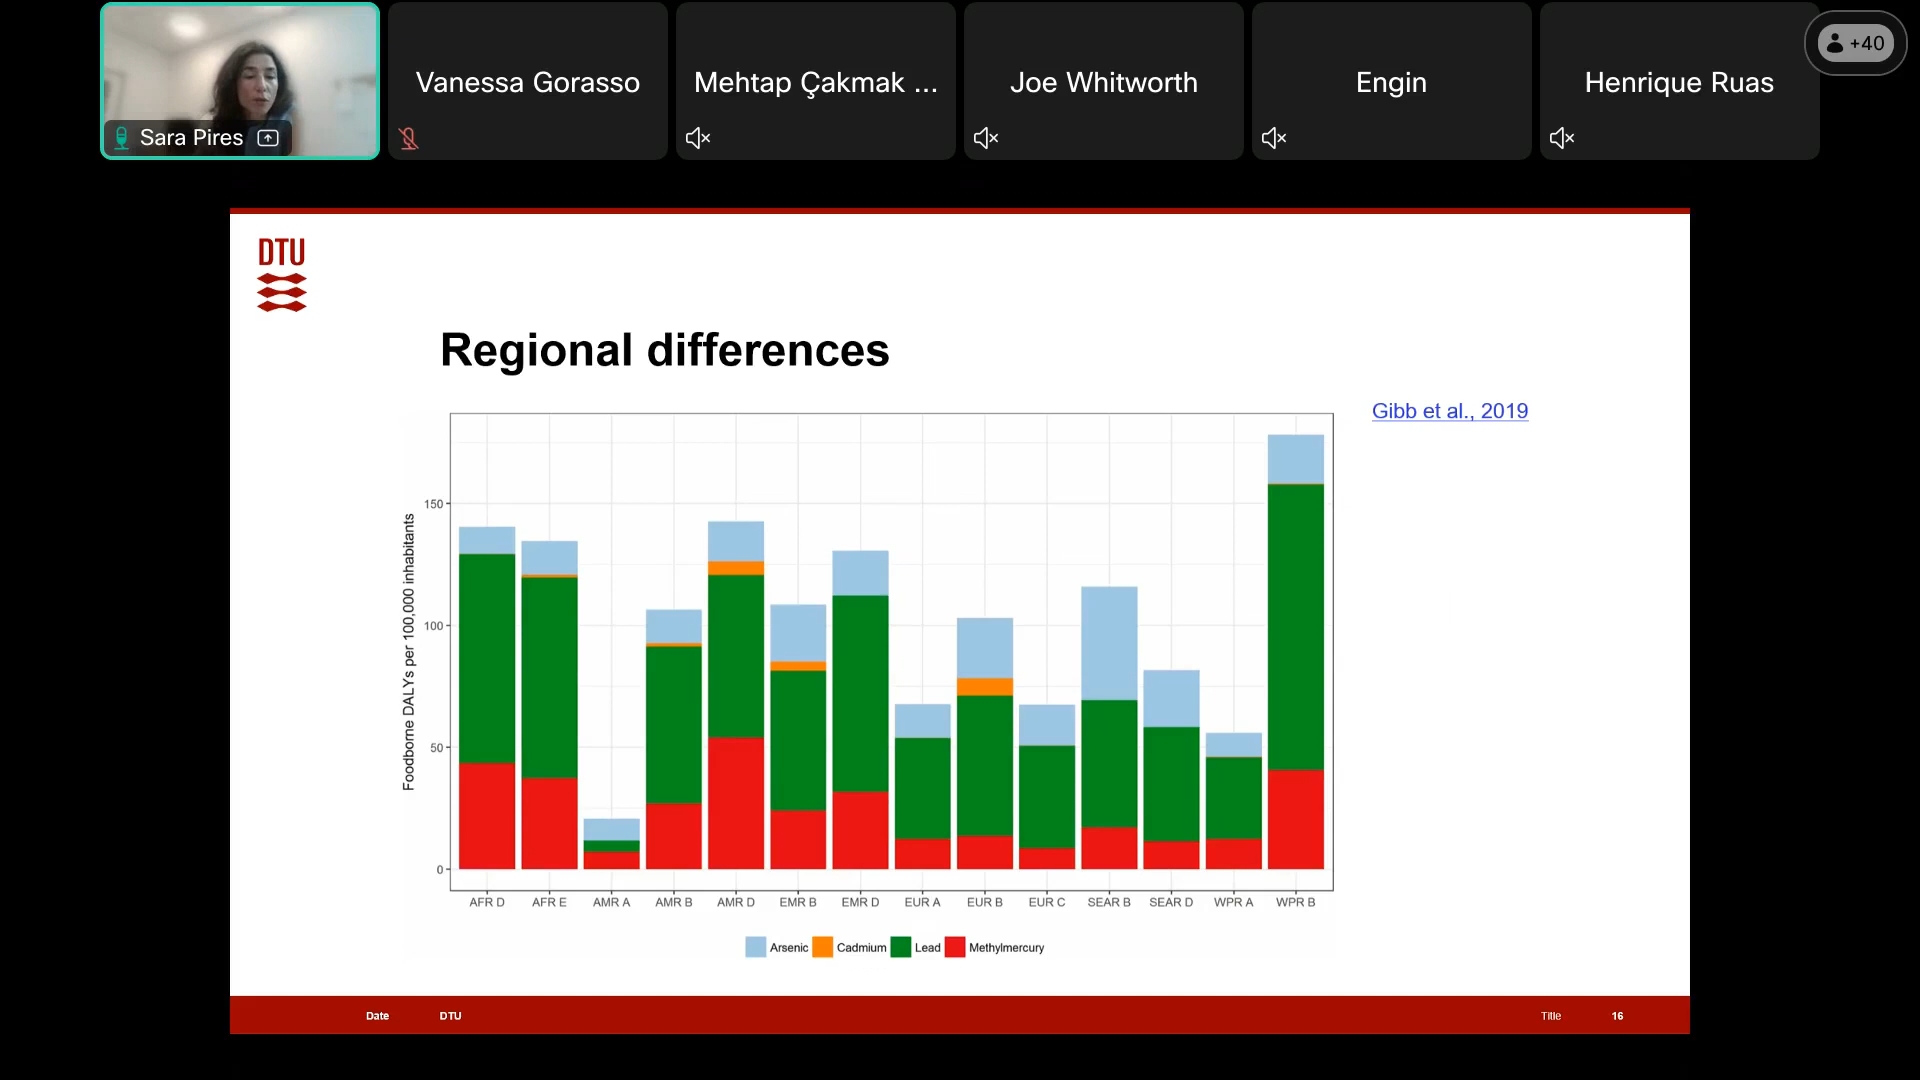 Sara Pires
Vanessa Gorasso
Mehtap Çakmak ...
Joe Whitworth
Engin
Henrique Ruas
+40
DTU
Regional differences
Gibb et al., 2019
Foodborne DALYs per 100,000 inhabitants
150
100
50
0
AFR D AFR E AMR A AMR B AMR D EMR B EMR D EUR A EUR B EUR C SEAR B SEAR D WPR A WPR B
Arsenic Cadmium Lead Methylmercury
Date DTU Title 16